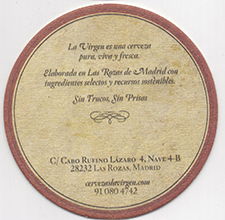 La Virgen es una cerveza
pura, viva y fresca.
Elaborada en Las Rozas de Madrid con
ingredientes selectos y recursos sostenibles.
Sin Trucos, Sin Prisas
C/ Cabo Rufino Lázaro 4, Nave 4-B
28232 Las Rozas, Madrid
cervezaslavirgen.com
91 080 4742